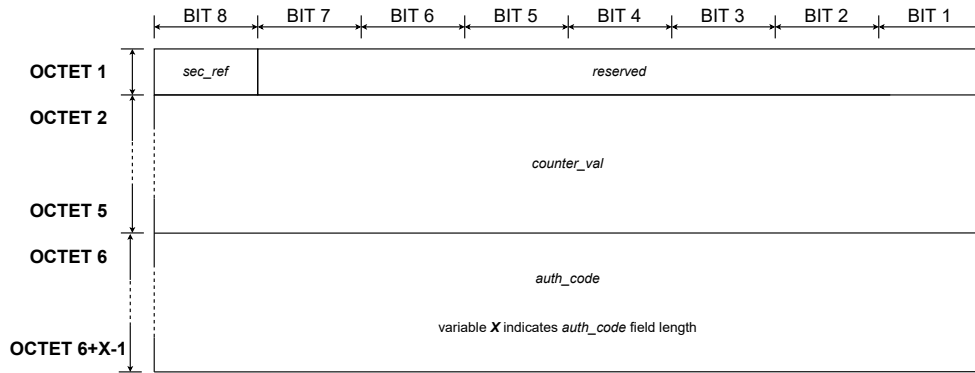 BIT 8 BIT 7 BIT 6 BIT 5 BIT 4 BIT 3 BIT 2 BIT 1
OCTET 1 sec_ref reserved
OCTET 2
counter_val
OCTET 5
OCTET 6
auth_code
variable X indicates auth_code field length
OCTET 6+X-1